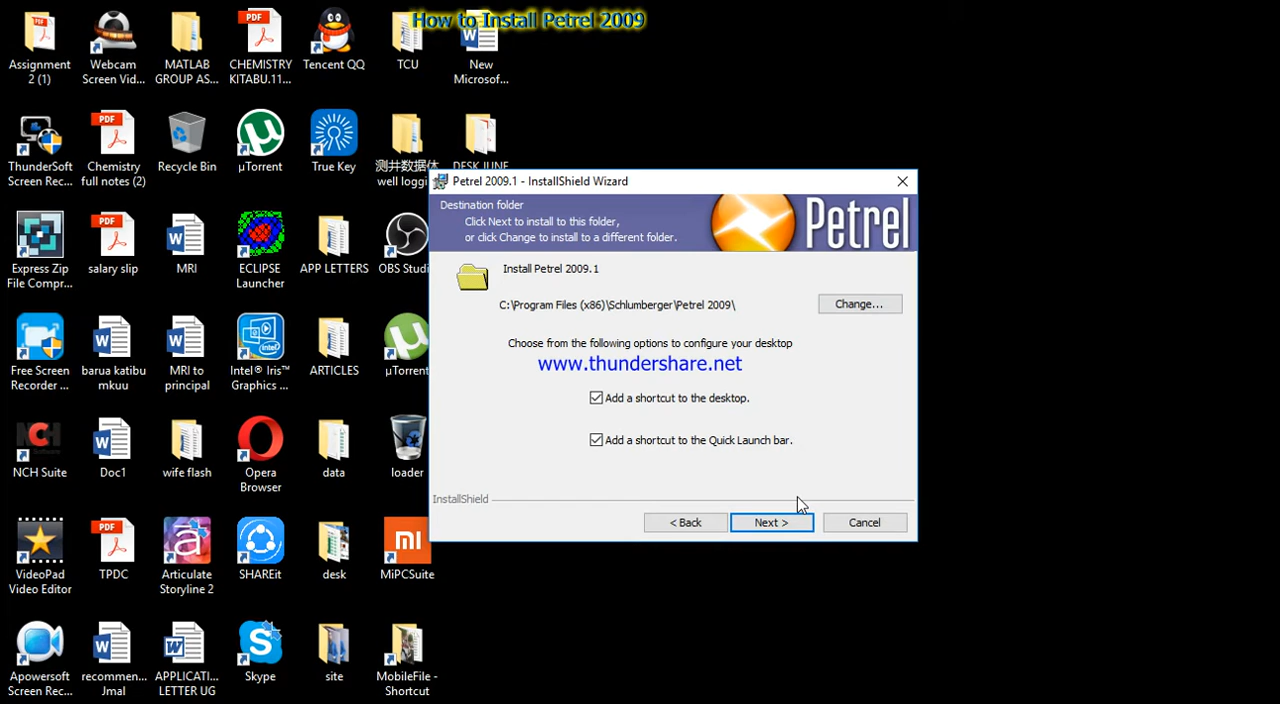 How to Install Petrel 2009
Assignment
2 (1)
Webcam
Screen Vid...
MATLAB
GROUP AS...
CHEMISTRY
KITABU.11...
Tencent QQ
TCU
New
Microsof...
ThunderSoft
Screen Rec...
Chemistry
full notes (2)
Recycle Bin
µTorrent
True Key
测井数据体
well loggi
DESK JUNE
Express Zip
File Compr...
salary slip
MRI
ECLIPSE
Launcher
APP LETTERS
OBS Studi
Free Screen
Recorder ...
barua katibu
mkuu
MRI to
principal
Intel® Iris™
Graphics ...
ARTICLES
µTorrent
NCH
NCH Suite
Doc1
wife flash
Opera
Browser
data
loader
VideoPad
Video Editor
TPDC
Articulate
Storyline 2
SHAREit
desk
MiPCSuite
Apowersoft
Screen Rec...
recommen...
Jmal
APPLICATI...
LETTER UG
Skype
site
MobileFile -
Shortcut
Petrel 2009.1 - InstallShield Wizard
Destination folder
Click Next to install to this folder,
or click Change to install to a different folder.
Petrel
Install Petrel 2009.1
C:\Program Files (x86)\Schlumberger\Petrel 2009\
Change...
Choose from the following options to configure your desktop
www.thundershare.net
Add a shortcut to the desktop.
Add a shortcut to the Quick Launch bar.
InstallShield
< Back
Next >
Cancel